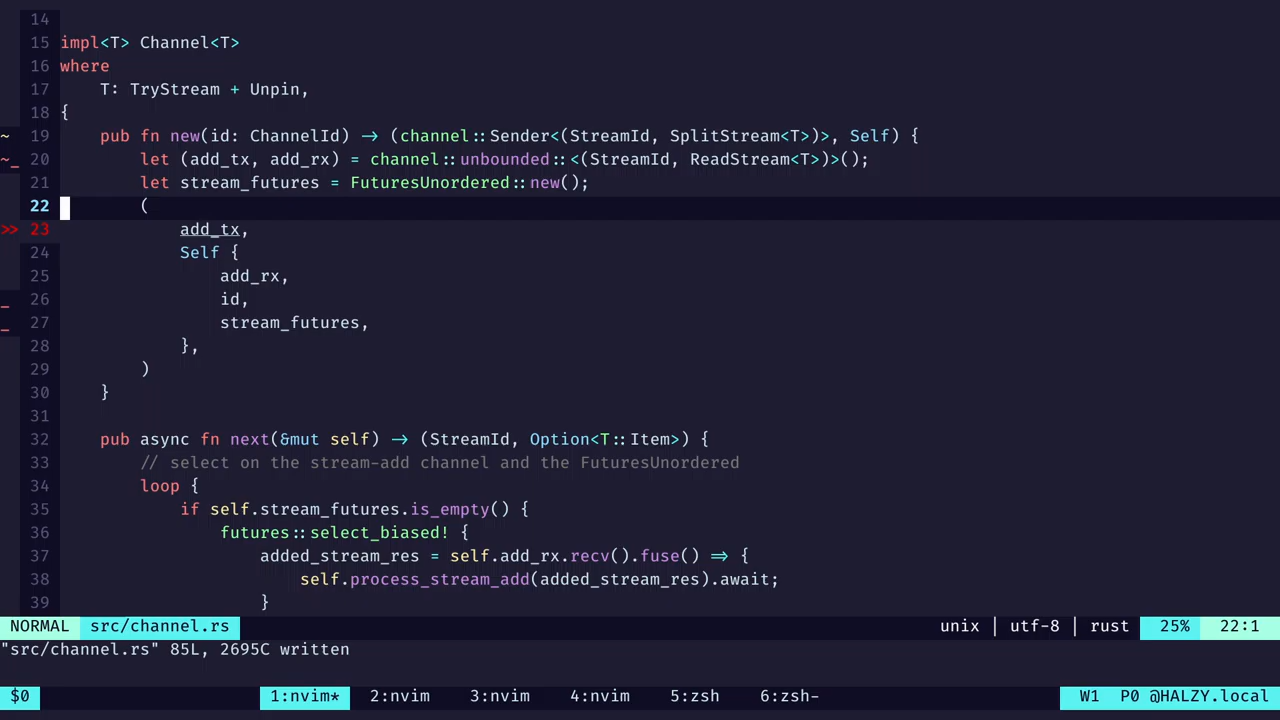 14
15 impl<T> Channel<T>
16 where
17     T: TryStream + Unpin,
18 {
~ 19     pub fn new(id: ChannelId) -> (channel::Sender<(StreamId, SplitStream<T>)>, Self) {
~_ 20         let (add_tx, add_rx) = channel::unbounded::<(StreamId, ReadStream<T>)>();
21         let stream_futures = FuturesUnordered::new();
22         (
>> 23             add_tx,
24             Self {
25                 add_rx,
_ 26                 id,
_ 27                 stream_futures,
28             },
29         )
30     }
31
32     pub async fn next(&mut self) -> (StreamId, Option<T::Item>) {
33         // select on the stream-add channel and the FuturesUnordered
34         loop {
35             if self.stream_futures.is_empty() {
36                 futures::select_biased! {
37                     added_stream_res = self.add_rx.recv().fuse() => {
38                         self.process_stream_add(added_stream_res).await;
39                     }
NORMAL src/channel.rs unix | utf-8 | rust 25% 22:1
"src/channel.rs" 85L, 2695C written
$0 1:nvim* 2:nvim 3:nvim 4:nvim 5:zsh 6:zsh- W1 P0 @HALZY.local